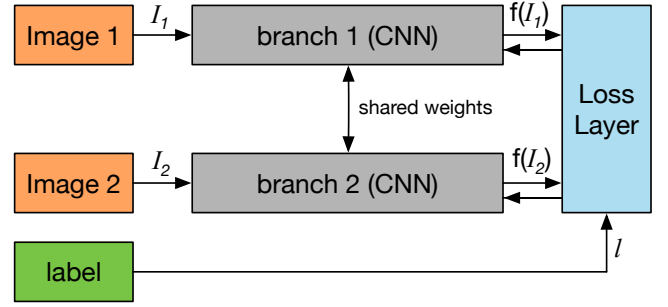 Image 1
I₁
branch 1 (CNN)
f(I₁)
Loss
Layer
shared weights
Image 2
I₂
branch 2 (CNN)
f(I₂)
label
l